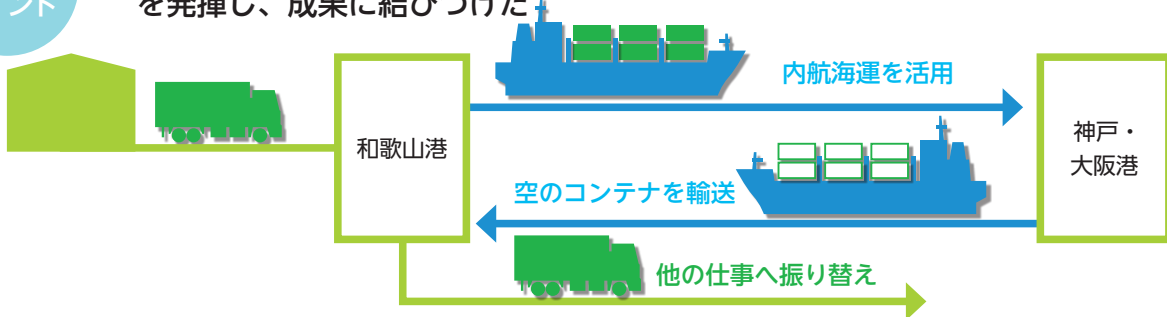 ント
を発揮し、成果に結びつけた
内航海運を活用
和歌山港
神戸・
大阪港
空のコンテナを輸送
他の仕事へ振り替え